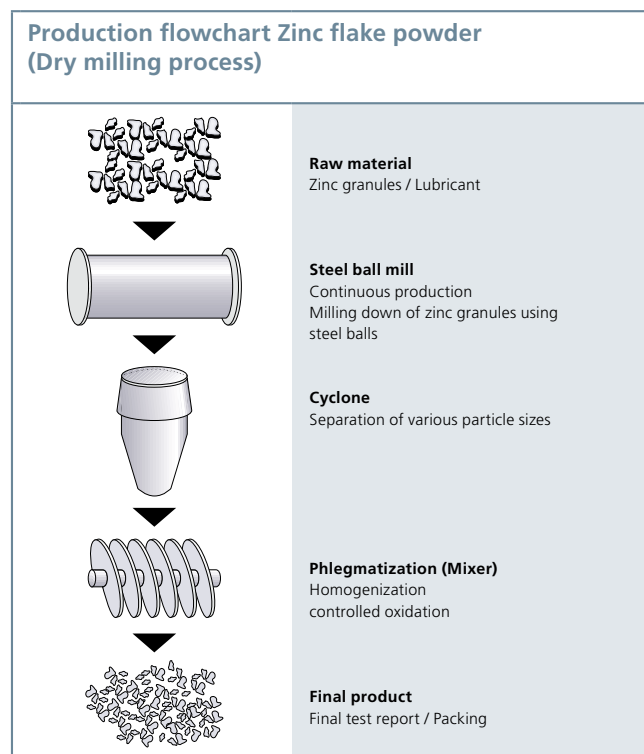 Production flowchart Zinc flake powder
(Dry milling process)
Raw material
Zinc granules / Lubricant
Steel ball mill
Continuous production
Milling down of zinc granules using
steel balls
Cyclone
Separation of various particle sizes
Phlegmatization (Mixer)
Homogenization
controlled oxidation
Final product
Final test report / Packing